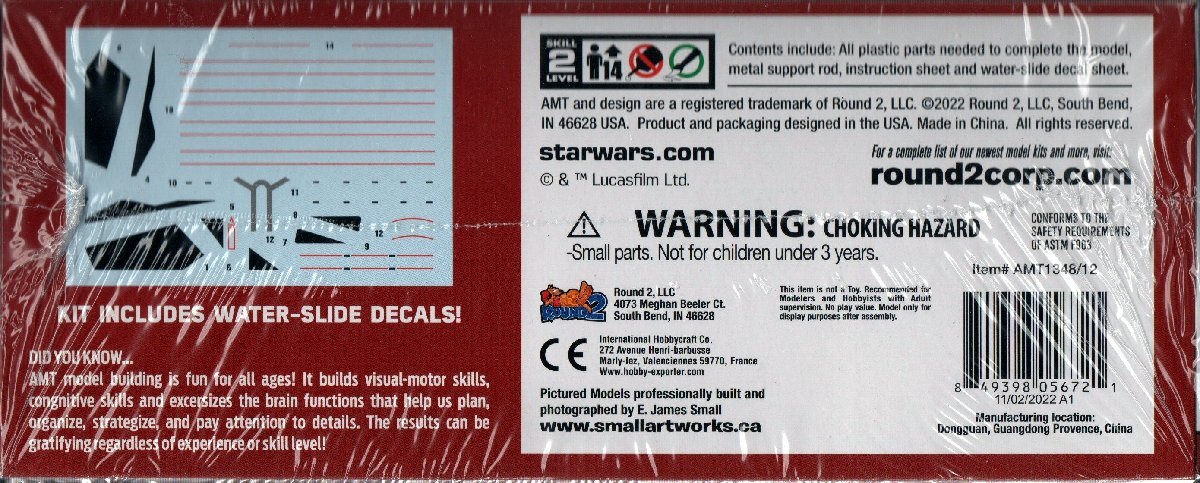 6
14
13
4
10
11
5
12
7
12
9
1
6
8
KIT INCLUDES WATER-SLIDE DECALS!
DID YOU KNOW...
AMT model building is fun for all ages! It builds visual-motor skills,
congnitive skills and excersizes the brain functions that help us plan,
organize, strategize, and pay attention to details. The results can be
gratifying regardless of experience or skill level!
SKILL
2
LEVEL
14
Contents include: All plastic parts needed to complete the model,
metal support rod, instruction sheet and water-slide decal sheet.
AMT and design are a registered trademark of Round 2, LLC. ©2022 Round 2, LLC, South Bend,
IN 46628 USA. Product and packaging designed in the USA. Made in China. All rights reserved.
starwars.com
© & ™ Lucasfilm Ltd.
For a complete list of our newest model kits and more, visit:
round2corp.com
WARNING: CHOKING HAZARD
-Small parts. Not for children under 3 years.
CONFORMS TO THE
SAFETY REQUIREMENTS
OF ASTM F963
Item# AMT1348/12
ROUND 2
Round 2, LLC
4073 Meghan Beeler Ct.
South Bend, IN 46628
This item is not a Toy. Recommended for
Modelers and Hobbyists with Adult
supervision. No play value. Model only for
display purposes after assembly.
CE
International Hobbycraft Co.
272 Avenue Henri-barbusse
Marly-lez, Valenciennes 59770, France
www.hobby-exporter.com
Pictured Models professionally built and
photographed by E. James Small
www.smallartworks.ca
8 49398 05672 1
11/02/2022 A1
Manufacturing location:
Dongguan, Guangdong Provence, China